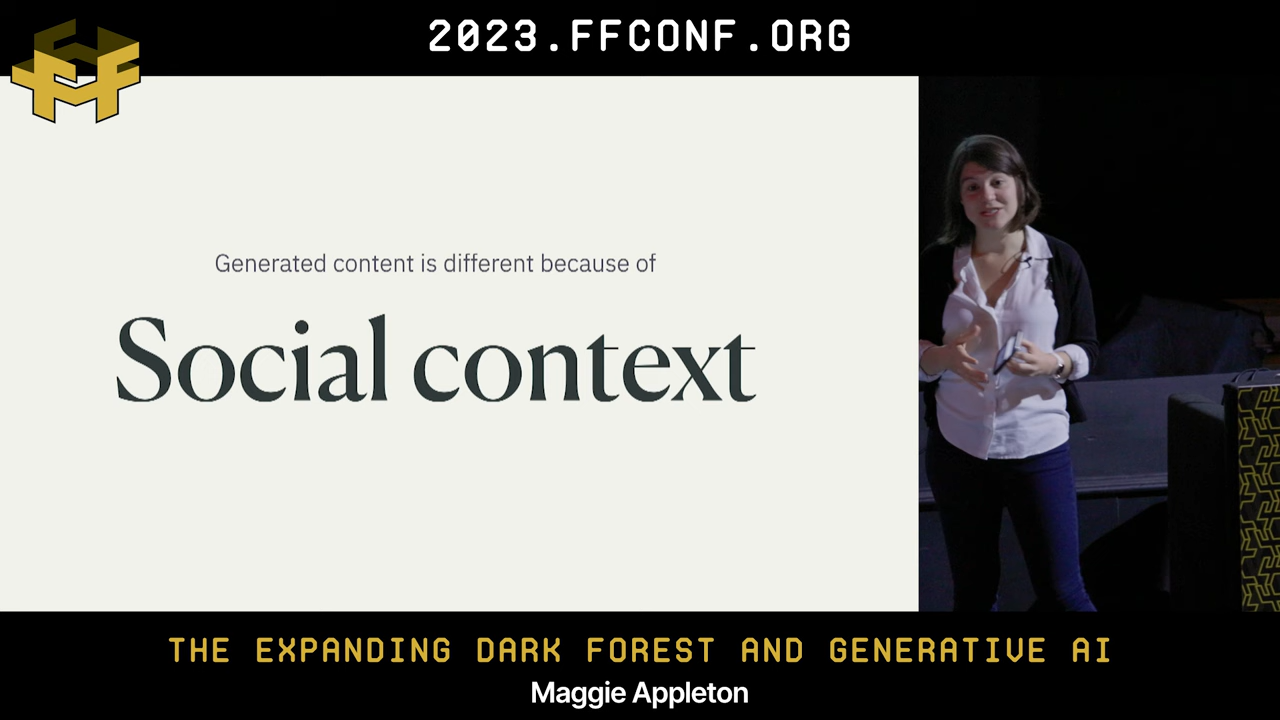 2023.FFCONF.ORG
Generated content is different because of
Social context
THE EXPANDING DARK FOREST AND GENERATIVE AI
Maggie Appleton